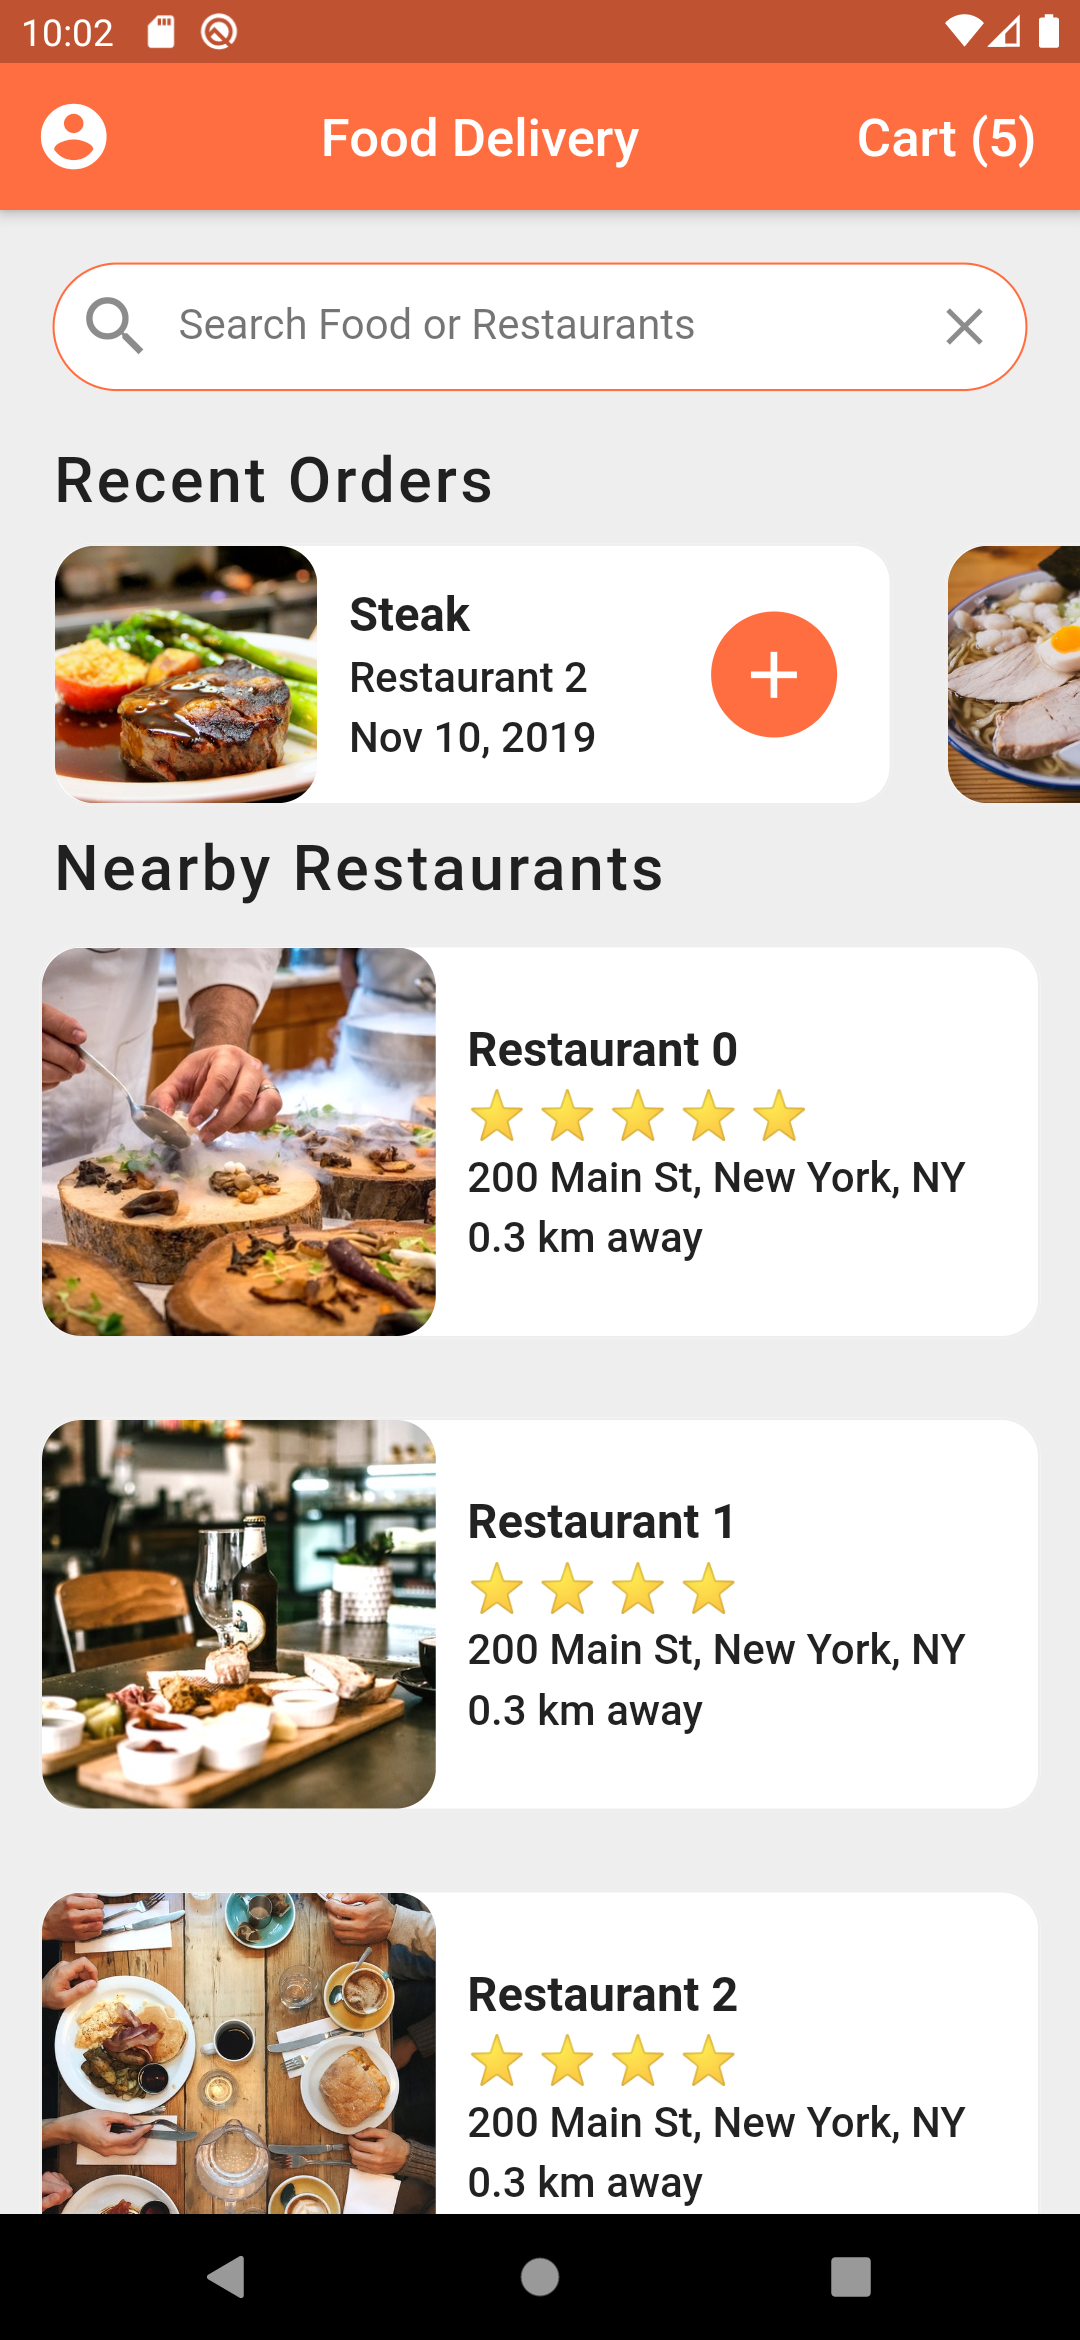 10:02
Food Delivery
Cart (5)
Search Food or Restaurants
Recent Orders
Steak
Restaurant 2
Nov 10, 2019
Nearby Restaurants
Restaurant 0
200 Main St, New York, NY
0.3 km away
Restaurant 1
200 Main St, New York, NY
0.3 km away
Restaurant 2
200 Main St, New York, NY
0.3 km away